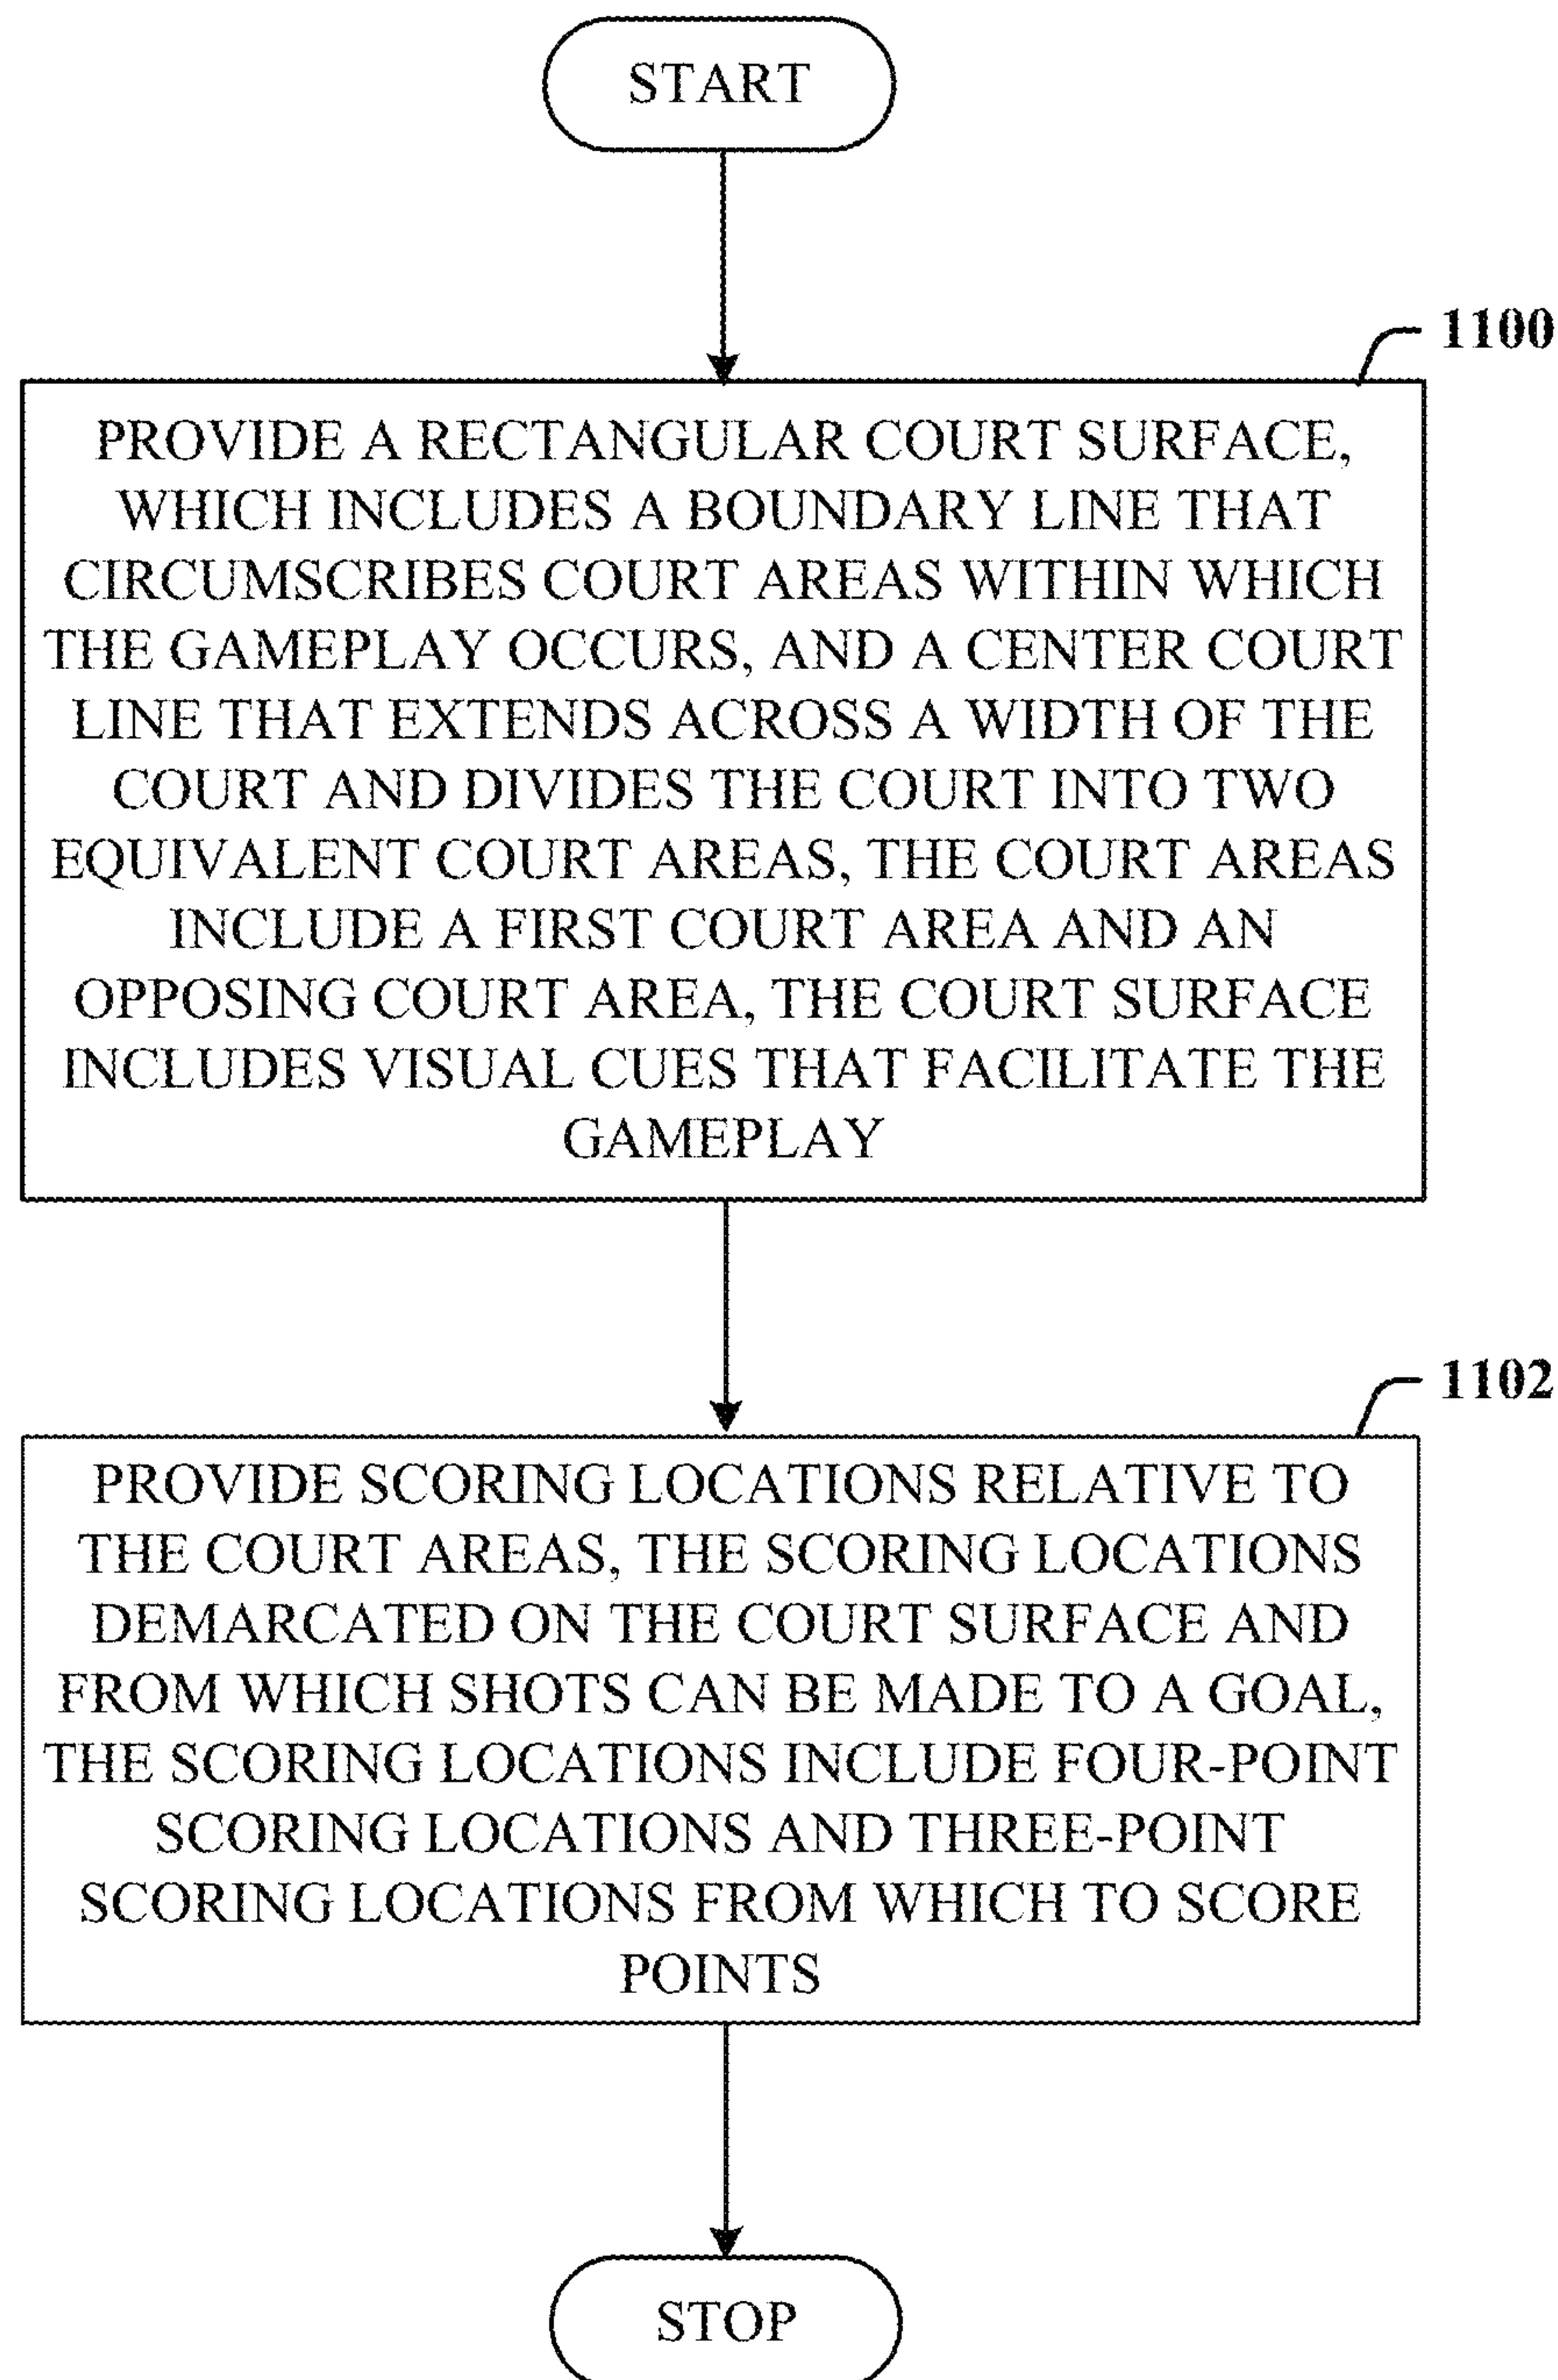 START
1100
PROVIDE A RECTANGULAR COURT SURFACE,
WHICH INCLUDES A BOUNDARY LINE THAT
CIRCUMSCRIBES COURT AREAS WITHIN WHICH
THE GAMEPLAY OCCURS, AND A CENTER COURT
LINE THAT EXTENDS ACROSS A WIDTH OF THE
COURT AND DIVIDES THE COURT INTO TWO
EQUIVALENT COURT AREAS, THE COURT AREAS
INCLUDE A FIRST COURT AREA AND AN
OPPOSING COURT AREA, THE COURT SURFACE
INCLUDES VISUAL CUES THAT FACILITATE THE
GAMEPLAY
1102
PROVIDE SCORING LOCATIONS RELATIVE TO
THE COURT AREAS, THE SCORING LOCATIONS
DEMARCATED ON THE COURT SURFACE AND
FROM WHICH SHOTS CAN BE MADE TO A GOAL,
THE SCORING LOCATIONS INCLUDE FOUR-POINT
SCORING LOCATIONS AND THREE-POINT
SCORING LOCATIONS FROM WHICH TO SCORE
POINTS
STOP